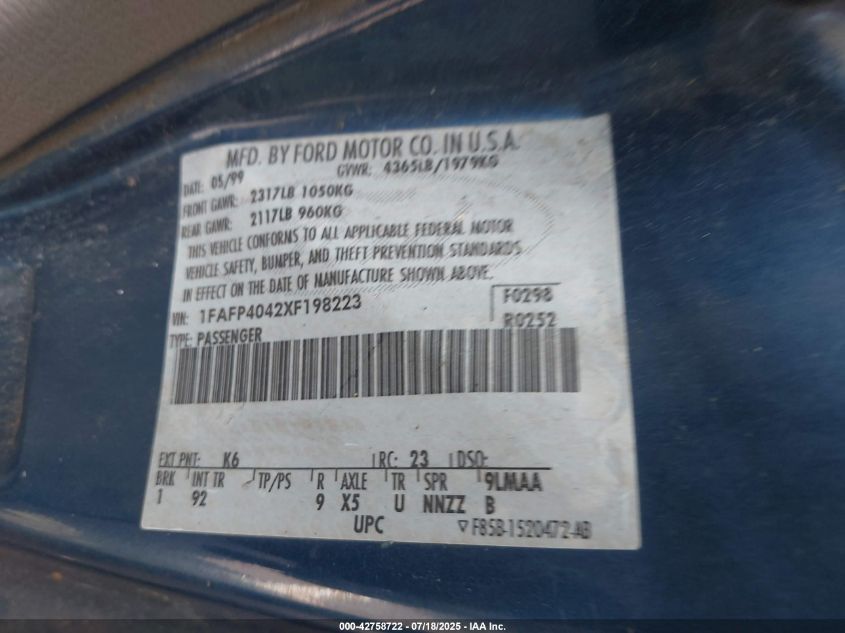 MFD. BY FORD MOTOR CO. IN U.S.A.
DATE: 05/99 GVWR: 4365LB/1979KG
FRONT GAWR: 2317LB 1050KG
REAR GAWR: 2117LB 960KG
THIS VEHICLE CONFORMS TO ALL APPLICABLE FEDERAL MOTOR
VEHICLE SAFETY, BUMPER, AND THEFT PREVENTION STANDARDS
IN EFFECT ON THE DATE OF MANUFACTURE SHOWN ABOVE.
VIN: 1FAFP4042XF198223 F0298
TYPE: PASSENGER R0252
EXT PNT: K6 RC: 23 DSO:
BRK INT TR TP/PS R AXLE TR SPR 9LMAA
1 92 9 X5 U NNZZ B
UPC ▽F85B-1520472-AB
000-42758722 - 07/18/2025 - IAA Inc.